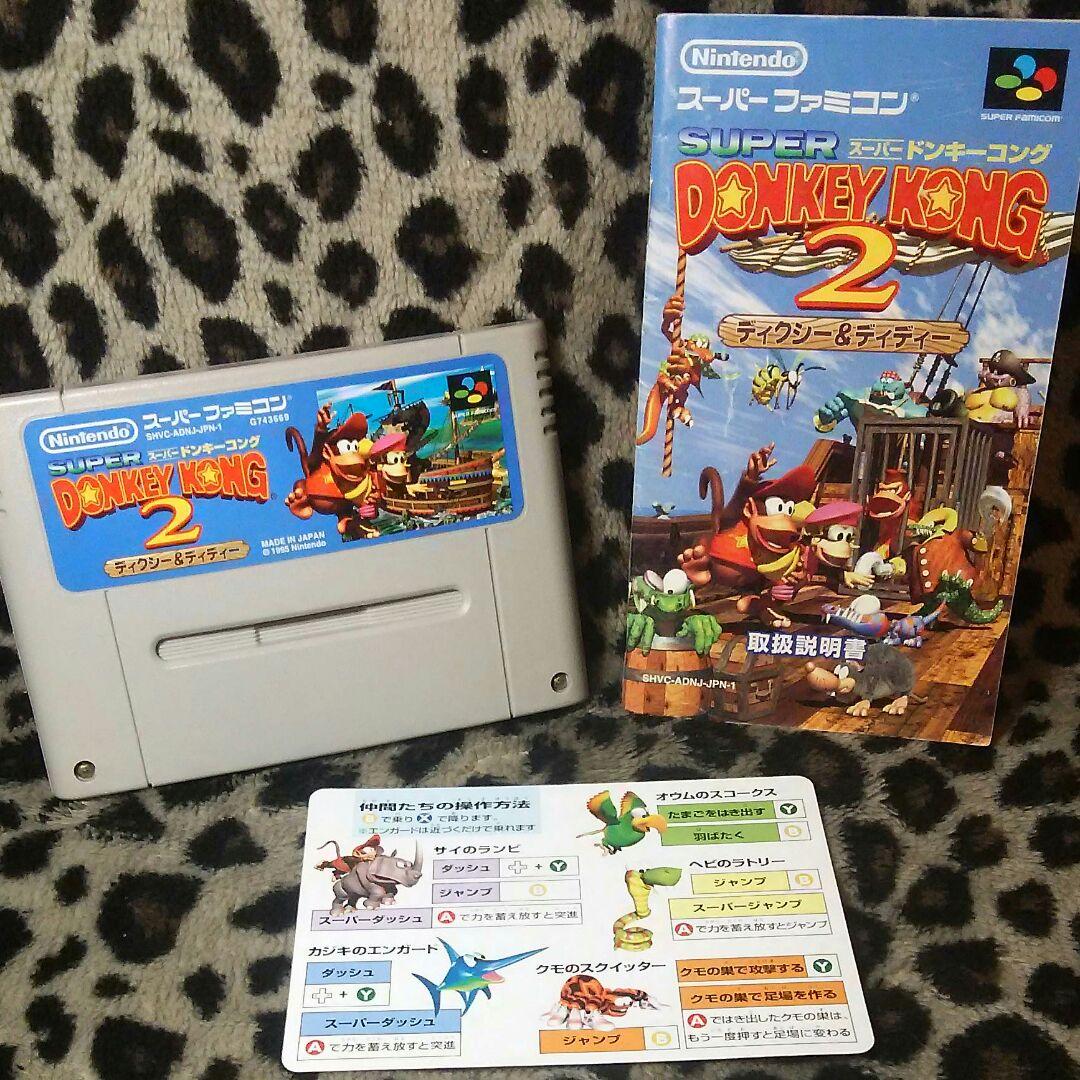 Nintendo
スーパーファミコン®
SHVC-ADNJ-JPN-1
G743669
SUPER FAMICOM
SUPER
スーパードンキーコング
DONKEY KONG
2
ディクシー&ディディー
MADE IN JAPAN
© 1995 Nintendo
Nintendo
スーパーファミコン®
SUPER FAMICOM™
SUPER
スーパードンキーコング
DONKEY KONG
2
ディクシー&ディディー
取扱説明書
SHVC-ADNJ-JPN-1
仲間たちの操作方法
Bで乗りXで降ります。
※エンガードは近づくだけで乗れます
サイのランビ
ダッシュ + Y
ジャンプ B
スーパーダッシュ
Aで力を蓄え放すと突進
オウムのスコークス
たまごをはき出す Y
B 羽ばたく
ヘビのラトリー
ジャンプ B
スーパージャンプ
Aで力を蓄え放すとジャンプ
カジキのエンガード
ダッシュ
+ Y
スーパーダッシュ
Aで力を蓄え放すと突進
クモのスクイッター
ジャンプ B
クモの巣で攻撃する Y
クモの巣で足場を作る
Aではき出したクモの巣は、
もう一度押すと足場に変わる